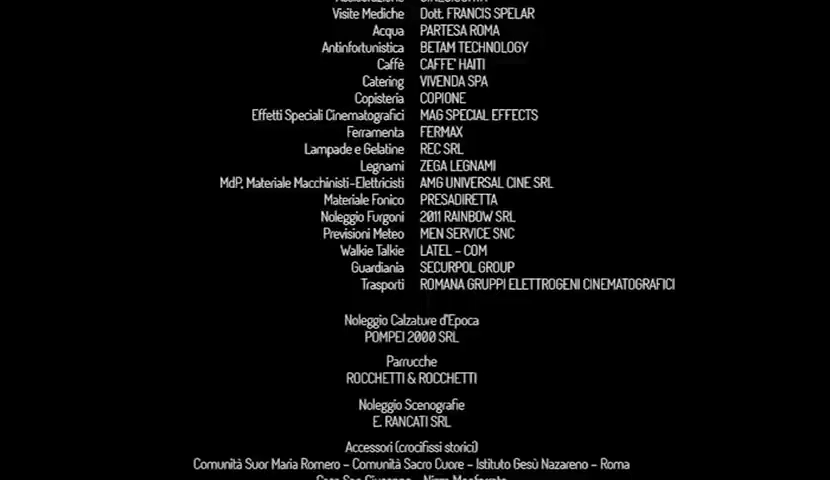 Visite Mediche Dott. FRANCIS SPELAR
Acqua PARTESA ROMA
Antinfortunistica BETAM TECHNOLOGY
Caffè CAFFE' HAITI
Catering VIVENDA SPA
Copisteria COPIONE
Effetti Speciali Cinematografici MAG SPECIAL EFFECTS
Ferramenta FERMAX
Lampade e Gelatine REC SRL
Legnami ZEGA LEGNAMI
MdP, Materiale Macchinisti-Elettricisti AMG UNIVERSAL CINE SRL
Materiale Fonico PRESADIRETTA
Noleggio Furgoni 2011 RAINBOW SRL
Previsioni Meteo MEN SERVICE SNC
Walkie Talkie LATEL - COM
Guardiania SECURPOL GROUP
Trasporti ROMANA GRUPPI ELETTROGENI CINEMATOGRAFICI
Noleggio Calzature d'Epoca
POMPEI 2000 SRL
Parrucche
ROCCHETTI & ROCCHETTI
Noleggio Scenografie
E. RANCATI SRL
Accessori (crocifissi storici)
Comunità Suor Maria Romero - Comunità Sacro Cuore - Istituto Gesù Nazareno - Roma